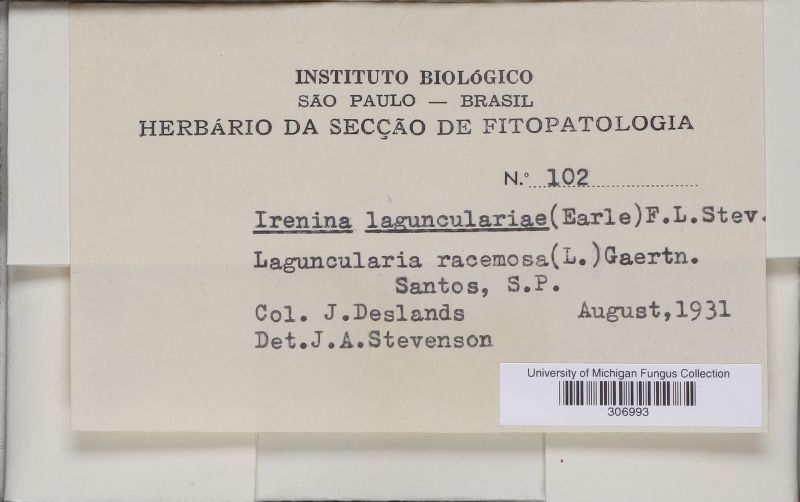 INSTITUTO BIOLÓGICO
SÃO PAULO — BRASIL
HERBÁRIO DA SECÇÃO DE FITOPATOLOGIA
N.º 102
Irenina lagunculariae(Earle)F.L.Stev.
Laguncularia racemosa(L.)Gaertn.
Santos, S.P.
Col. J.Deslands August,1931
Det.J.A.Stevenson
University of Michigan Fungus Collection
306993